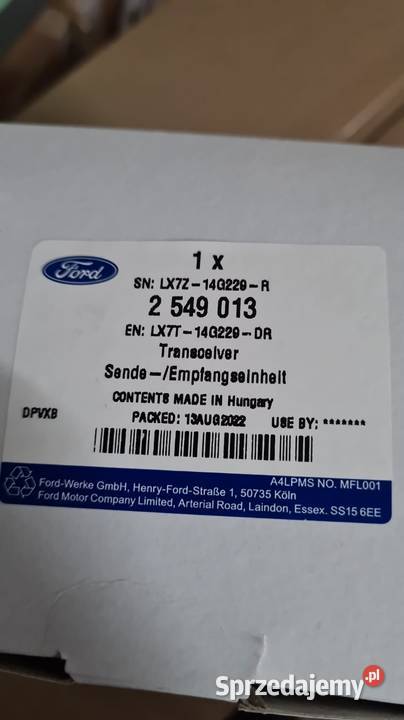 Ford
1 x
SN: LX7Z-14G229-R
2 549 013
EN: LX7T-14G229-DR
Transceiver
Sende-/Empfangseinheit
CONTENTS MADE IN Hungary
DPVXB PACKED: 13AUG2022 USE BY: *******
A4LPMS NO. MFL001
Ford-Werke GmbH, Henry-Ford-Straße 1, 50735 Köln
Ford Motor Company Limited, Arterial Road, Laindon, Essex. SS15 6EE
Sprzedajemy.pl